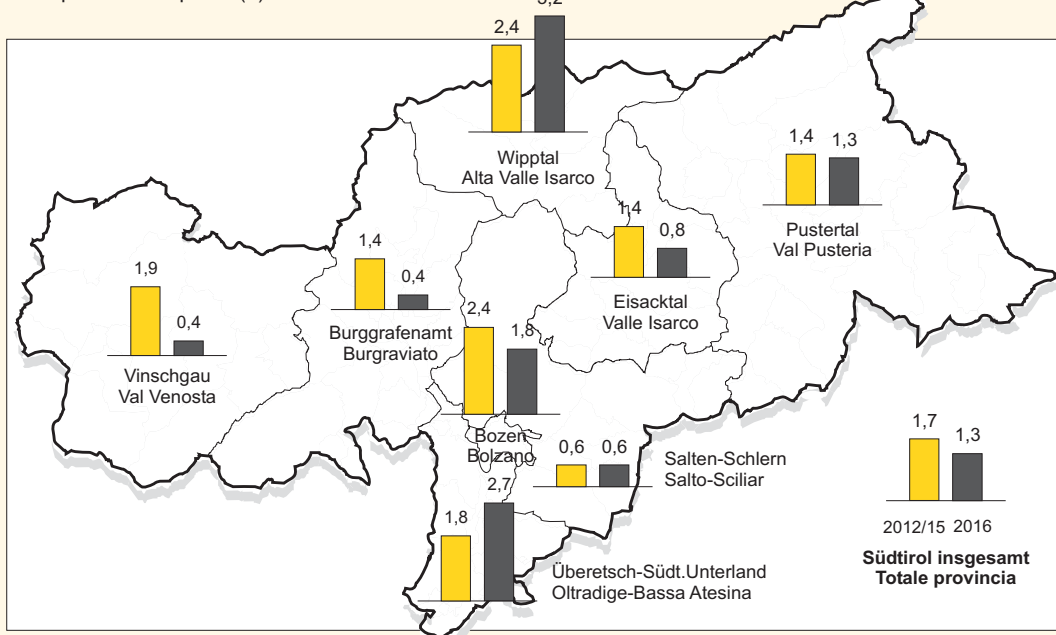 2,4
Wipptal
Alta Valle Isarco
1,4
1,3
Pustertal
Val Pusteria
1,4
0,8
Eisacktal
Valle Isarco
1,4
0,4
Burggrafenamt
Burgraviato
1,9
0,4
Vinschgau
Val Venosta
2,4
1,8
Bozen
Bolzano
0,6
0,6
Salten-Schlern
Salto-Sciliar
1,8
2,7
Überetsch-Südt.Unterland
Oltradige-Bassa Atesina
1,7
1,3
2012/15 2016
Südtirol insgesamt
Totale provincia